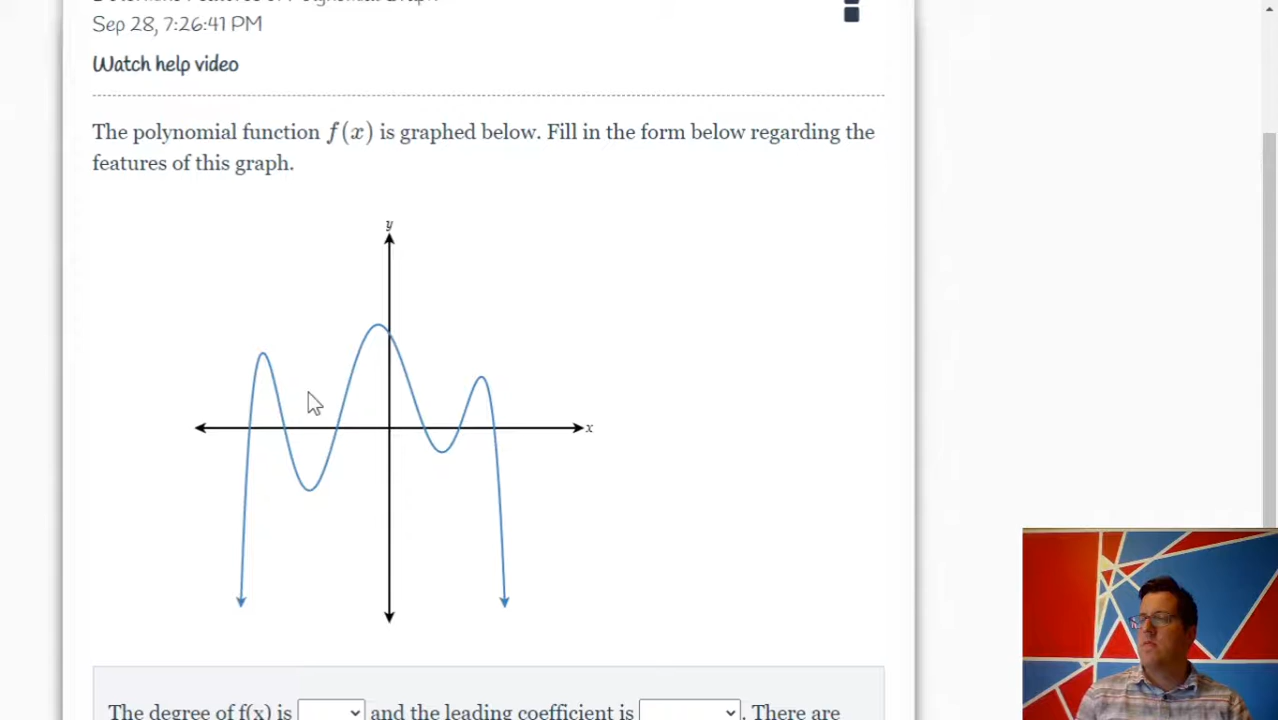 Sep 28, 7:26:41 PM
Watch help video
The polynomial function f(x) is graphed below. Fill in the form below regarding the
features of this graph.
y
x
The degree of f(x) is and the leading coefficient is . There are